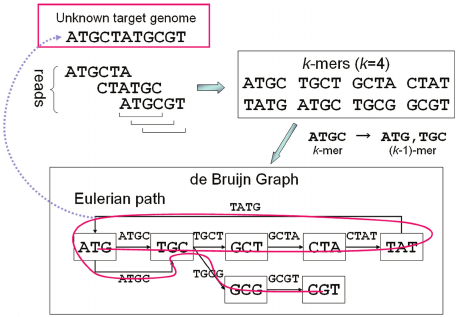 Unknown target genome
ATGCTATGCGT
reads
ATGCTA
CTATGC
ATGCGT
k-mers (k=4)
ATGC TGCT GCTA CTAT
TATG ATGC TGCG GCGT
ATGC → ATG,TGC
k-mer (k-1)-mer
de Bruijn Graph
Eulerian path
TATG
ATGC TGCT GCTA CTAT
ATG TGC GCT CTA TAT
ATGC TGCG GCGT
GCG CGT